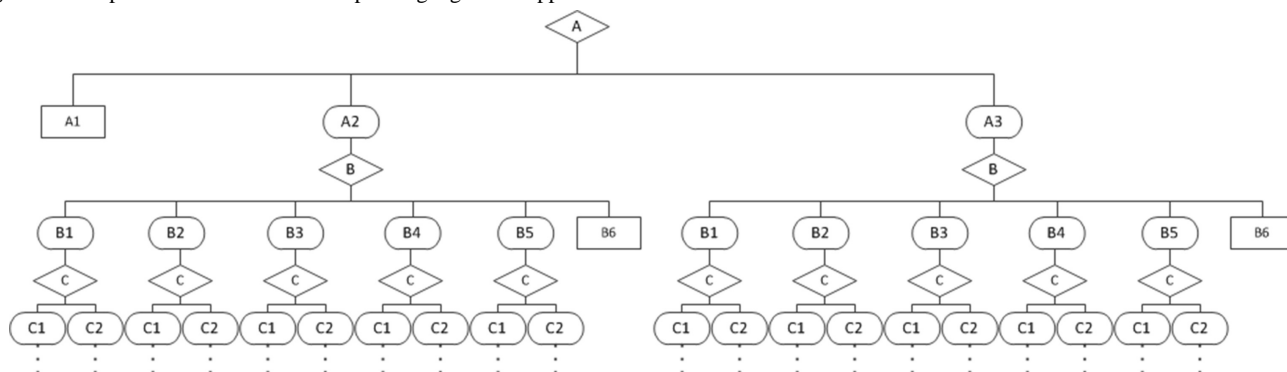 A
A1 A2 A3
B B
B1 B2 B3 B4 B5 B6 B1 B2 B3 B4 B5 B6
C C C C C C C C C C
C1 C2 C1 C2 C1 C2 C1 C2 C1 C2 C1 C2 C1 C2 C1 C2 C1 C2 C1 C2